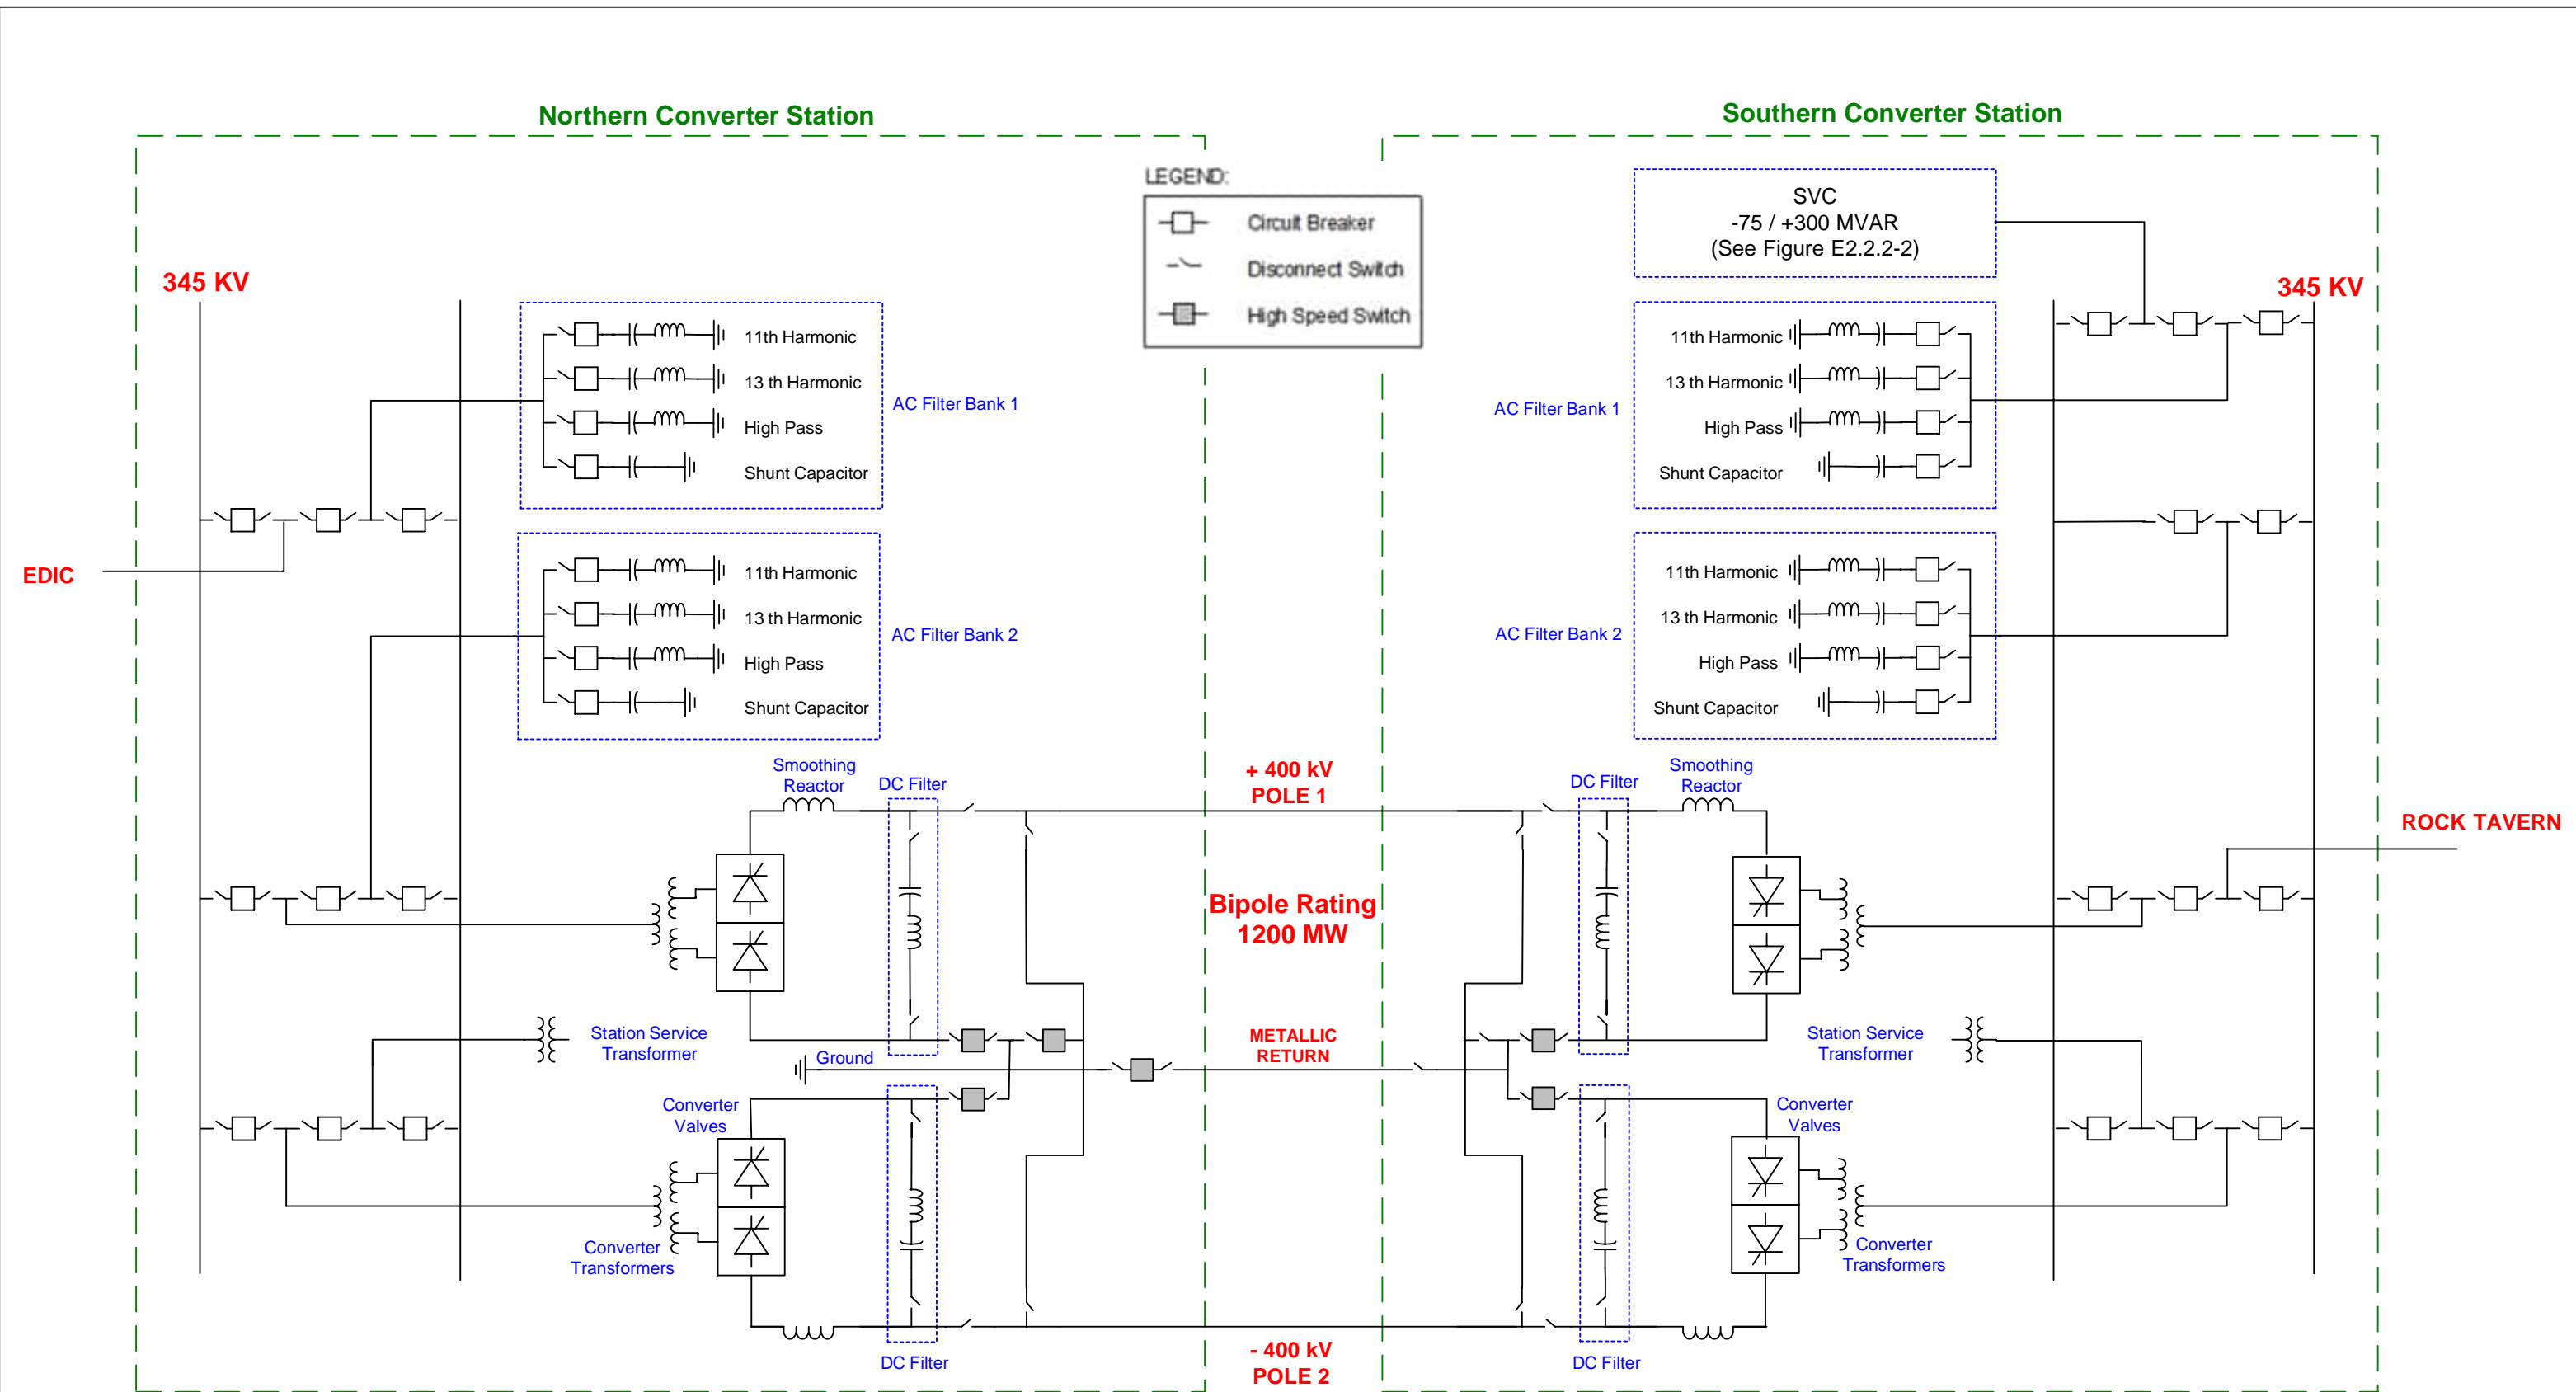 Northern Converter Station
Southern Converter Station
LEGEND:
Circuit Breaker
Disconnect Switch
High Speed Switch
SVC
-75 / +300 MVAR
(See Figure E2.2.2-2)
345 KV
345 KV
11th Harmonic
13 th Harmonic
High Pass
Shunt Capacitor
AC Filter Bank 1
AC Filter Bank 1
11th Harmonic
13 th Harmonic
High Pass
Shunt Capacitor
EDIC
11th Harmonic
13 th Harmonic
High Pass
Shunt Capacitor
AC Filter Bank 2
AC Filter Bank 2
11th Harmonic
13 th Harmonic
High Pass
Shunt Capacitor
Smoothing
Reactor
DC Filter
+ 400 kV
POLE 1
DC Filter
Smoothing
Reactor
ROCK TAVERN
Bipole Rating
1200 MW
Station Service
Transformer
Ground
METALLIC
RETURN
Station Service
Transformer
Converter
Valves
Converter
Valves
Converter
Transformers
Converter
Transformers
DC Filter
- 400 kV
POLE 2
DC Filter